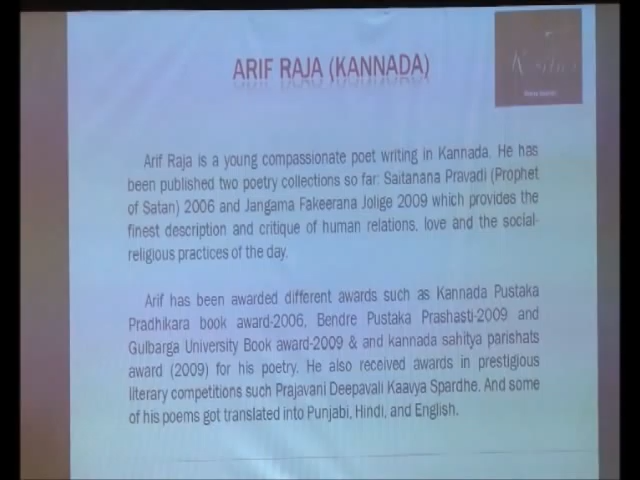 ARIF RAJA (KANNADA)
Arif Raja is a young compassionate poet writing in Kannada. He has
been published two poetry collections so far: Saitanana Pravadi (Prophet
of Satan) 2006 and Jangama Fakeerana Jolige 2009 which provides the
finest description and critique of human relations, love and the social-
religious practices of the day.
Arif has been awarded different awards such as Kannada Pustaka
Pradhikara book award-2006, Bendre Pustaka Prashasti-2009 and
Gulbarga University Book award-2009 & and kannada sahitya parishats
award (2009) for his poetry. He also received awards in prestigious
literary competitions such Prajavani Deepavali Kaavya Spardhe. And some
of his poems got translated into Punjabi, Hindi, and English.